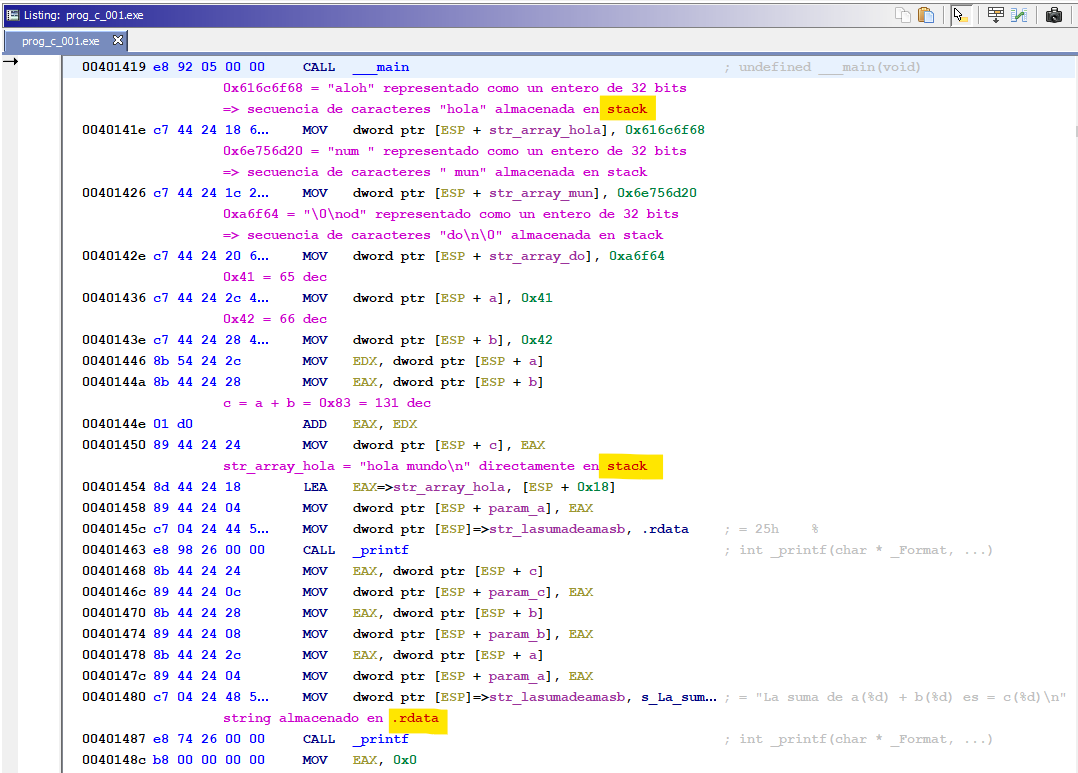 Listing: prog_c_001.exe
prog_c_001.exe
00401419 e8 92 05 00 00 CALL ___main ; undefined ___main(void)
0x616c6f68 = "aloh" representado como un entero de 32 bits
=> secuencia de caracteres "hola" almacenada en stack
0040141e c7 44 24 18 6... MOV dword ptr [ESP + str_array_hola], 0x616c6f68
0x6e756d20 = "num " representado como un entero de 32 bits
=> secuencia de caracteres " mun" almacenada en stack
00401426 c7 44 24 1c 2... MOV dword ptr [ESP + str_array_mun], 0x6e756d20
0xa6f64 = "\0\nod" representado como un entero de 32 bits
=> secuencia de caracteres "do\n\0" almacenada en stack
0040142e c7 44 24 20 6... MOV dword ptr [ESP + str_array_do], 0xa6f64
0x41 = 65 dec
00401436 c7 44 24 2c 4... MOV dword ptr [ESP + a], 0x41
0x42 = 66 dec
0040143e c7 44 24 28 4... MOV dword ptr [ESP + b], 0x42
00401446 8b 54 24 2c MOV EDX, dword ptr [ESP + a]
0040144a 8b 44 24 28 MOV EAX, dword ptr [ESP + b]
c = a + b = 0x83 = 131 dec
0040144e 01 d0 ADD EAX, EDX
00401450 89 44 24 24 MOV dword ptr [ESP + c], EAX
str_array_hola = "hola mundo\n" directamente en stack
00401454 8d 44 24 18 LEA EAX=>str_array_hola, [ESP + 0x18]
00401458 89 44 24 04 MOV dword ptr [ESP + param_a], EAX
0040145c c7 04 24 44 5... MOV dword ptr [ESP]=>str_lasumadeamasb, .rdata ; = 25h %
00401463 e8 98 26 00 00 CALL _printf ; int _printf(char * _Format, ...)
00401468 8b 44 24 24 MOV EAX, dword ptr [ESP + c]
0040146c 89 44 24 0c MOV dword ptr [ESP + param_c], EAX
00401470 8b 44 24 28 MOV EAX, dword ptr [ESP + b]
00401474 89 44 24 08 MOV dword ptr [ESP + param_b], EAX
00401478 8b 44 24 2c MOV EAX, dword ptr [ESP + a]
0040147c 89 44 24 04 MOV dword ptr [ESP + param_a], EAX
00401480 c7 04 24 48 5... MOV dword ptr [ESP]=>str_lasumadeamasb, s_La_sum... ; = "La suma de a(%d) + b(%d) es = c(%d)\n"
string almacenado en .rdata
00401487 e8 74 26 00 00 CALL _printf ; int _printf(char * _Format, ...)
0040148c b8 00 00 00 00 MOV EAX, 0x0